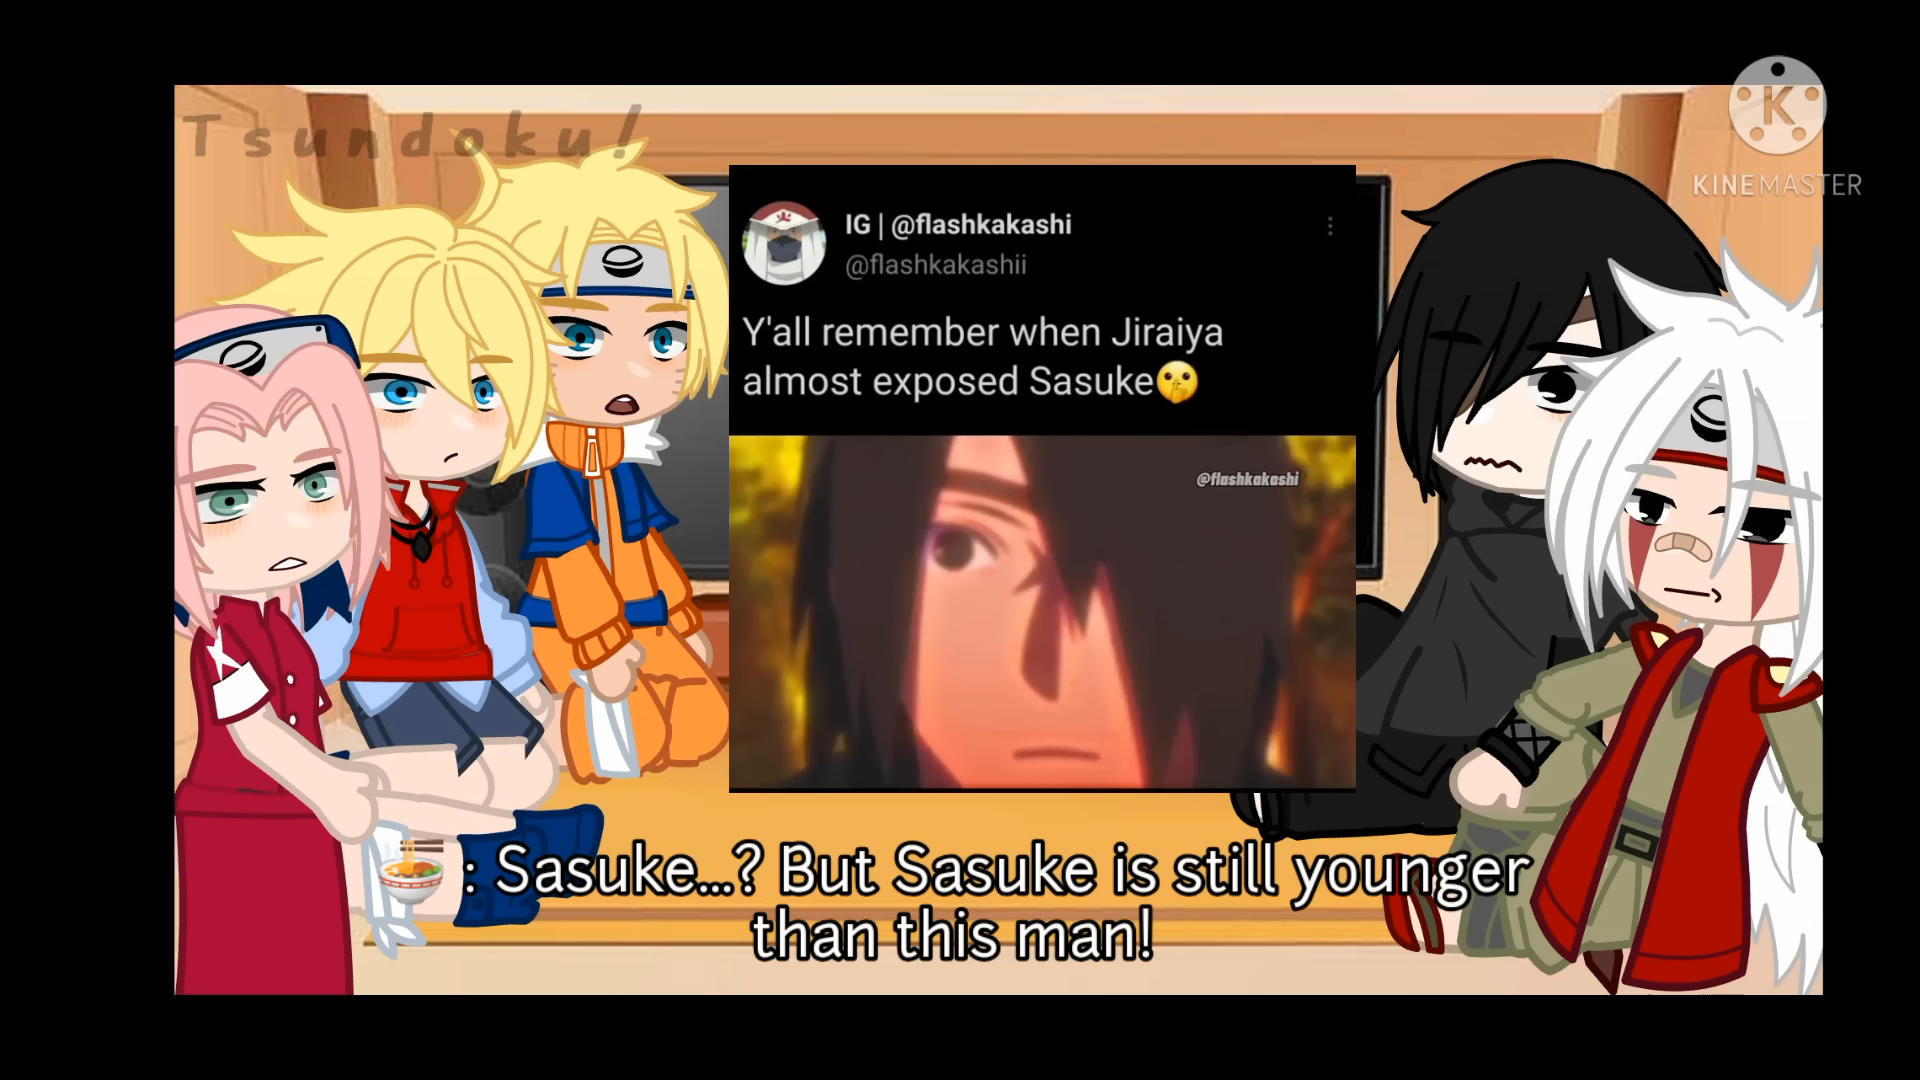 Tsundoku!
K
KINEMASTER
IG | @flashkakashi
@flashkakashii
Y'all remember when Jiraiya
almost exposed Sasuke🤫
@flashkakashi
🍜 : Sasuke...? But Sasuke is still younger
than this man!